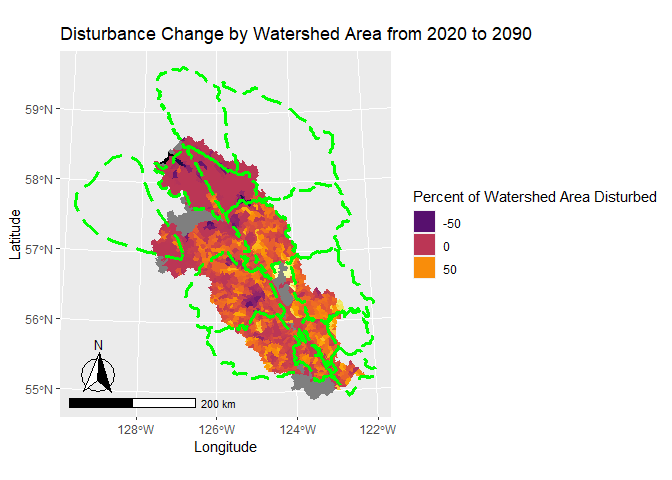 Disturbance Change by Watershed Area from 2020 to 2090
59°N
58°N
57°N
56°N
55°N
Latitude
N
200 km
128°W 126°W 124°W 122°W
Longitude
Percent of Watershed Area Disturbed
-50
0
50